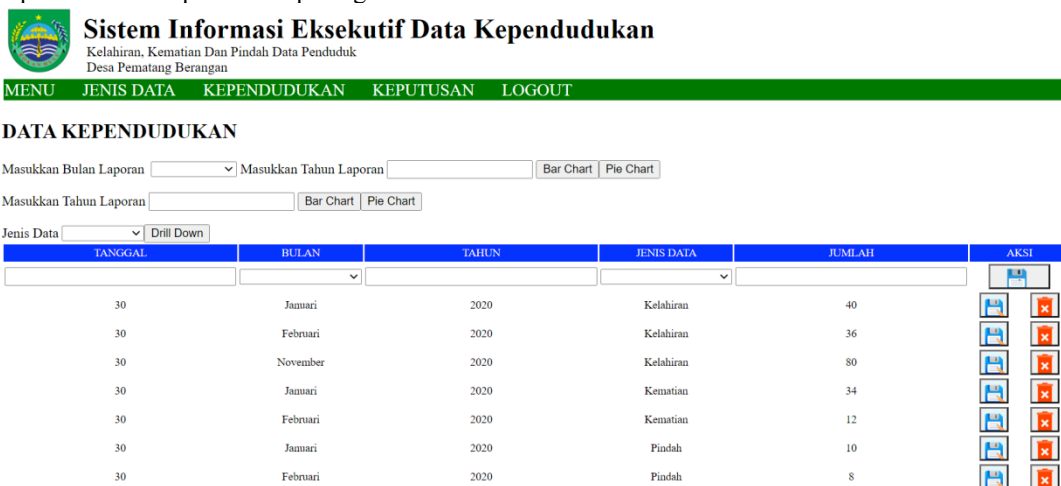 Sistem Informasi Eksekutif Data Kependudukan
Kelahiran, Kematian Dan Pindah Data Penduduk
Desa Pematang Berangan
MENU JENIS DATA KEPENDUDUKAN KEPUTUSAN LOGOUT
DATA KEPENDUDUKAN
Masukkan Bulan Laporan Masukkan Tahun Laporan Bar Chart Pie Chart
Masukkan Tahun Laporan Bar Chart Pie Chart
Jenis Data Drill Down
TANGGAL BULAN TAHUN JENIS DATA JUMLAH AKSI
30 Januari 2020 Kelahiran 40
30 Februari 2020 Kelahiran 36
30 November 2020 Kelahiran 80
30 Januari 2020 Kematian 34
30 Februari 2020 Kematian 12
30 Januari 2020 Pindah 10
30 Februari 2020 Pindah 8